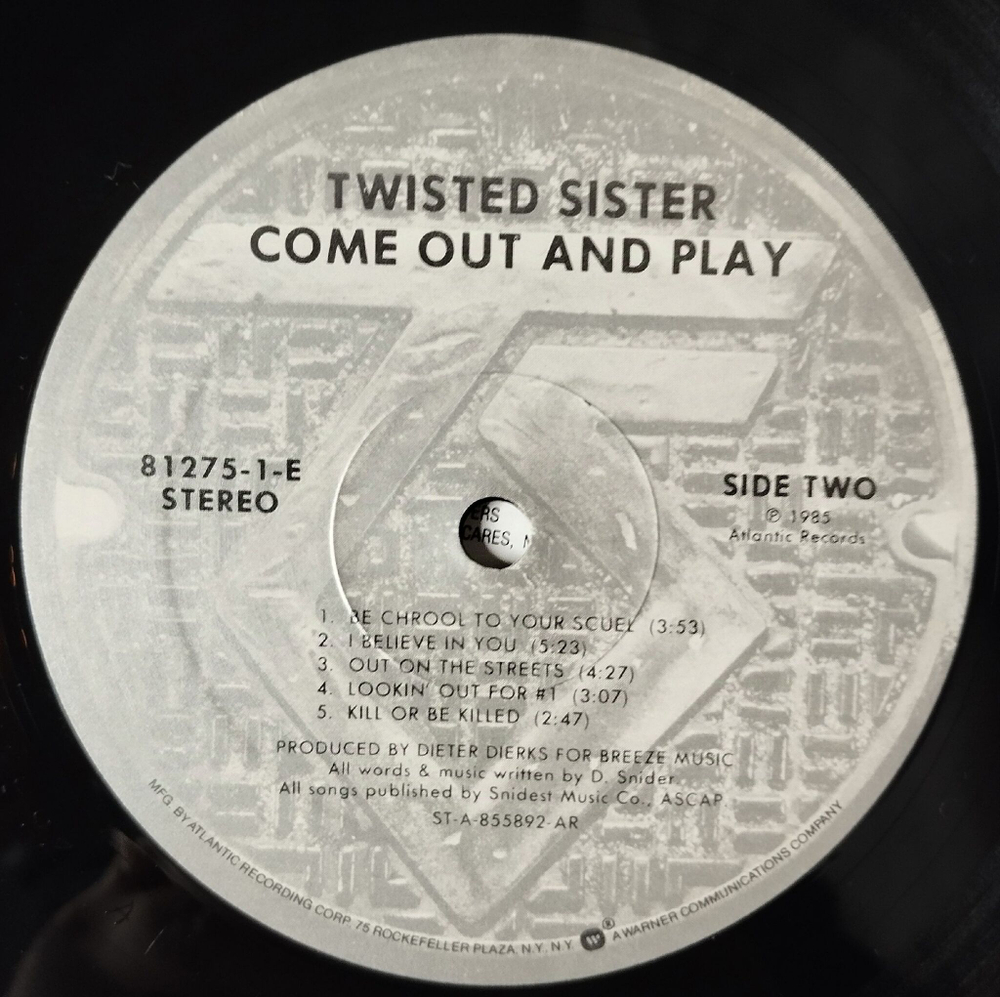 TWISTED SISTER
COME OUT AND PLAY
81275-1-E
STEREO
SIDE TWO
℗ 1985
Atlantic Records
ERS
CARES,
1. BE CHROOL TO YOUR SCUEL (3:53)
2. I BELIEVE IN YOU (5:23)
3. OUT ON THE STREETS (4:27)
4. LOOKIN' OUT FOR #1 (3:07)
5. KILL OR BE KILLED (2:47)
PRODUCED BY DIETER DIERKS FOR BREEZE MUSIC
All words & music written by D. Snider.
All songs published by Snidest Music Co., ASCAP.
ST-A-855892-AR
MFG. BY ATLANTIC RECORDING CORP. 75 ROCKEFELLER PLAZA. N.Y. N.Y. ® A WARNER COMMUNICATIONS COMPANY